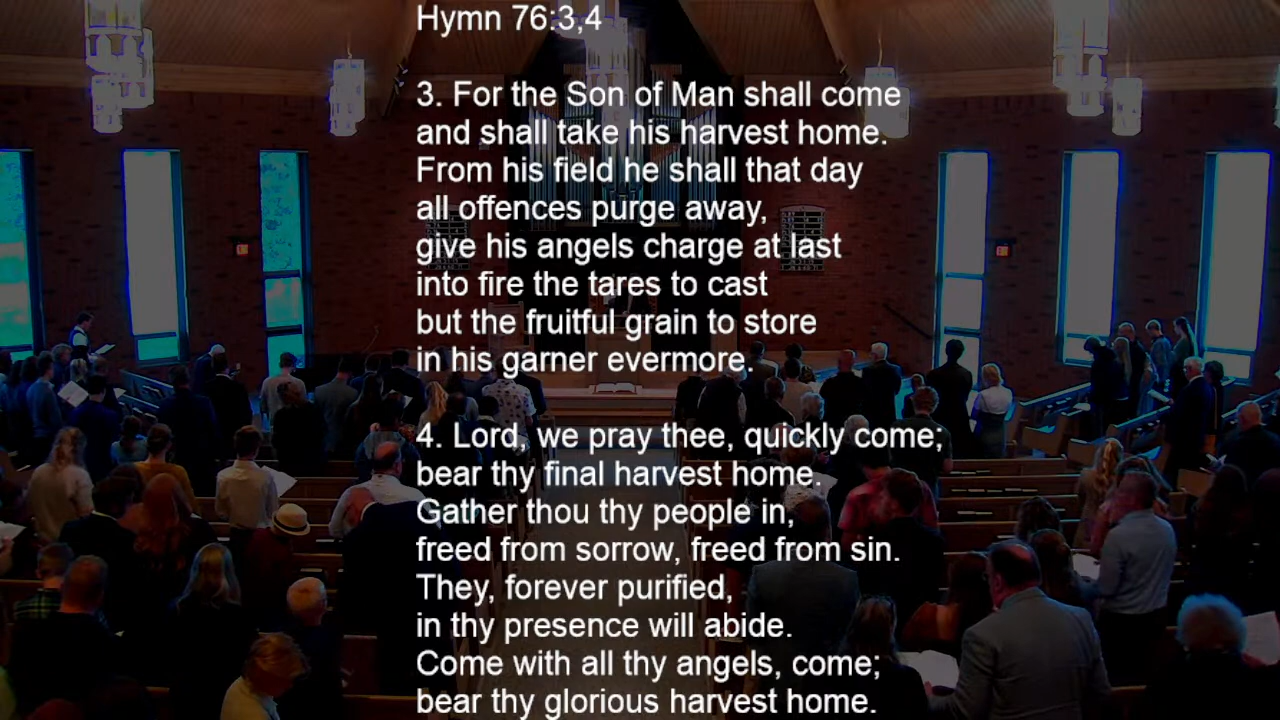 Hymn 76:3,4
3. For the Son of Man shall come
and shall take his harvest home.
From his field he shall that day
all offences purge away,
give his angels charge at last
into fire the tares to cast
but the fruitful grain to store
in his garner evermore.
4. Lord, we pray thee, quickly come;
bear thy final harvest home.
Gather thou thy people in,
freed from sorrow, freed from sin.
They, forever purified,
in thy presence will abide.
Come with all thy angels, come;
bear thy glorious harvest home.